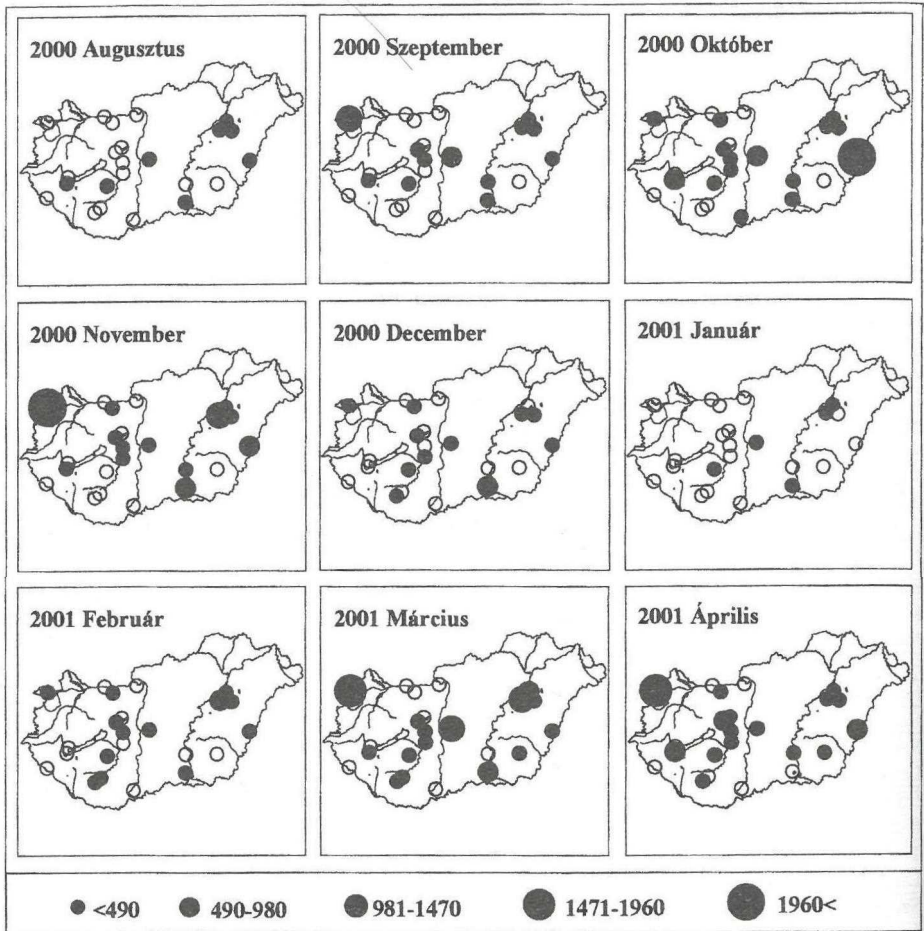 2000 Augusztus
2000 Szeptember
2000 Október
2000 November
2000 December
2001 Január
2001 Február
2001 Március
2001 Április
<490 490-980 981-1470 1471-1960 1960<